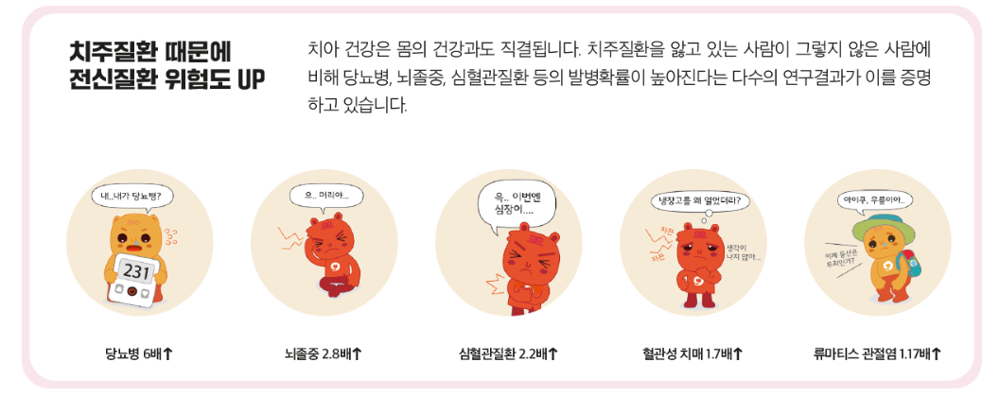 치주질환 때문에
전신질환 위험도 UP
치아 건강은 몸의 건강과도 직결됩니다. 치주질환을 앓고 있는 사람이 그렇지 않은 사람에
비해 당뇨병, 뇌졸중, 심혈관질환 등의 발병확률이 높아진다는 다수의 연구결과가 이를 증명
하고 있습니다.
내..내가 당뇨병?
231
당뇨병 6배↑
으.. 머리야...
뇌졸중 2.8배↑
윽.. 이번엔
심장이....
심혈관질환 2.2배↑
냉장고를 왜 열었더라?
지끈
지끈
생각이
나지 않아...
혈관성 치매 1.7배↑
아이쿠, 무릎이야..
이제 등산은
무리인가?
류마티스 관절염 1.17배↑